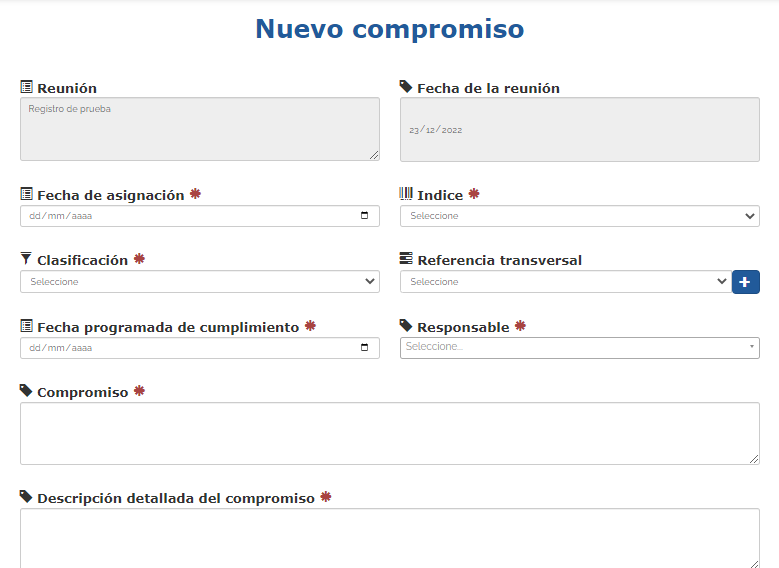 Nuevo compromiso
Reunión
Fecha de la reunión
Registro de prueba
23/12/2022
Fecha de asignación *
Indice *
dd/mm/aaaa
Seleccione
Clasificación *
Referencia transversal
Seleccione
Seleccione
+
Fecha programada de cumplimiento *
Responsable *
dd/mm/aaaa
Seleccione...
Compromiso *
Descripción detallada del compromiso *